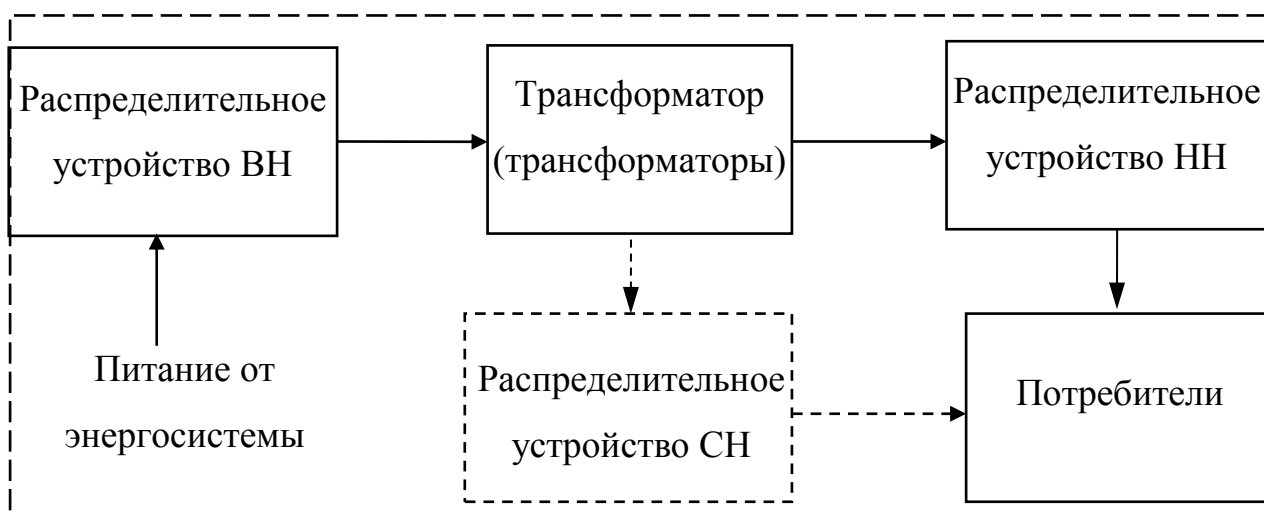 Распределительное
устройство ВН
Трансформатор
(трансформаторы)
Распределительное
устройство НН
Питание от
энергосистемы
Распределительное
устройство СН
Потребители